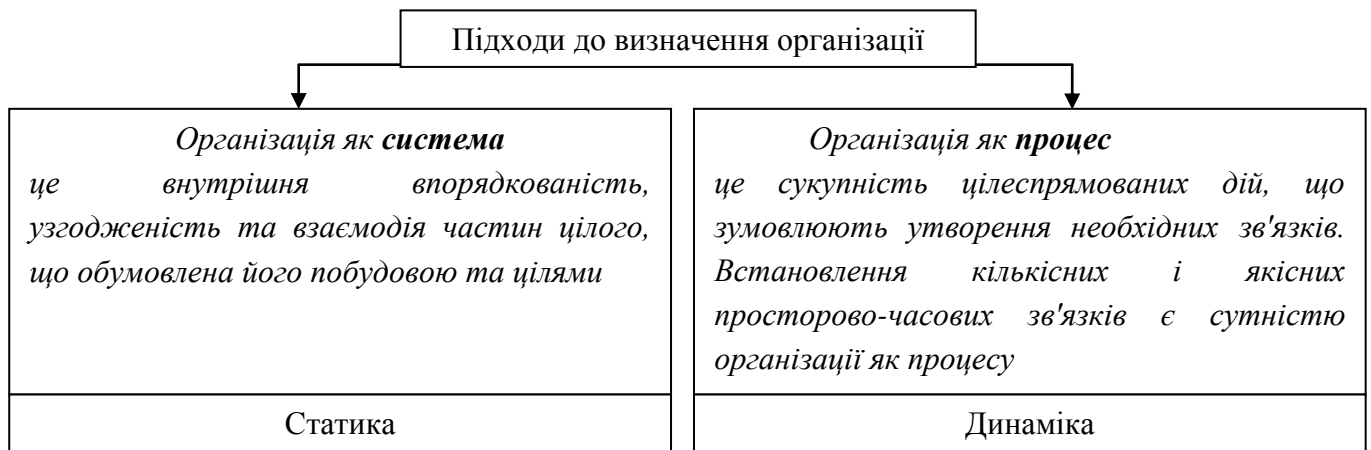 Підходи до визначення організації
Організація як система
це внутрішня впорядкованість,
узгодженість та взаємодія частин цілого,
що обумовлена його побудовою та цілями
Статика
Організація як процес
це сукупність цілеспрямованих дій, що
зумовлюють утворення необхідних зв'язків.
Встановлення кількісних і якісних
просторово-часових зв'язків є сутністю
організації як процесу
Динаміка